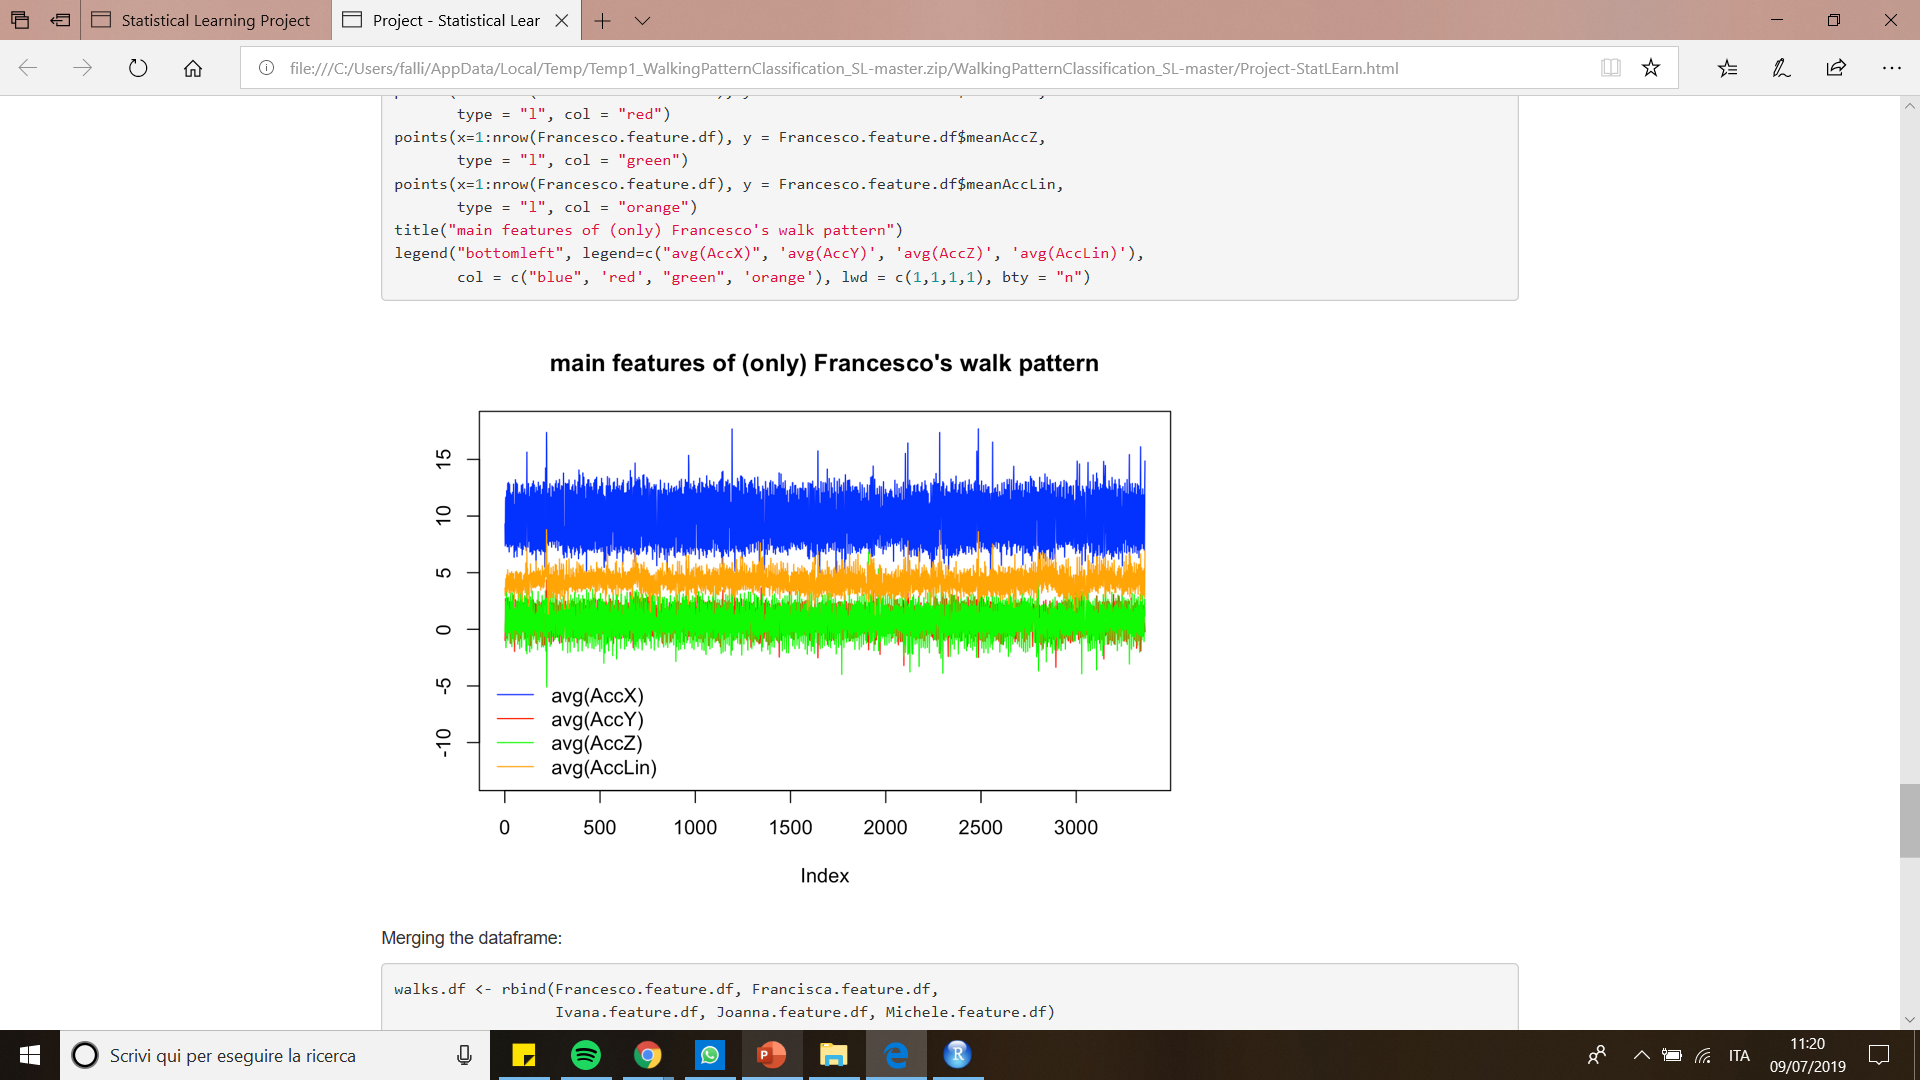 Statistical Learning Project
Project - Statistical Lear
file:///C:/Users/falli/AppData/Local/Temp/Temp1_WalkingPatternClassification_SL-master.zip/WalkingPatternClassification_SL-master/Project-StatLEarn.html
type = "l", col = "red")
points(x=1:nrow(Francesco.feature.df), y = Francesco.feature.df$meanAccZ,
type = "l", col = "green")
points(x=1:nrow(Francesco.feature.df), y = Francesco.feature.df$meanAccLin,
type = "l", col = "orange")
title("main features of (only) Francesco's walk pattern")
legend("bottomleft", legend=c("avg(AccX)", 'avg(AccY)', 'avg(AccZ)', 'avg(AccLin)'),
col = c("blue", 'red', "green", 'orange'), lwd = c(1,1,1,1), bty = "n")
main features of (only) Francesco's walk pattern
15
10
5
0
-5
-10
avg(AccX)
avg(AccY)
avg(AccZ)
avg(AccLin)
0 500 1000 1500 2000 2500 3000
Index
Merging the dataframe:
walks.df <- rbind(Francesco.feature.df, Francisca.feature.df,
Ivana.feature.df, Joanna.feature.df, Michele.feature.df)
Scrivi qui per eseguire la ricerca
ITA
11:20
09/07/2019